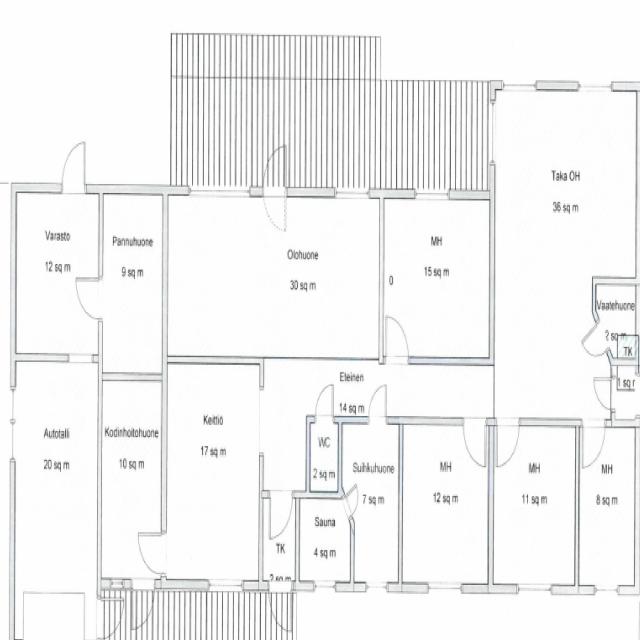 Taka OH
36 sq m
Varasto
12 sq m
Pannuhuone
9 sq m
Olohuone
30 sq m
MH
15 sq m
0
Vaatehuone
2 sq m
TK
1 sq r
Eteinen
14 sq m
Autotalli
20 sq m
Kodinhoitohuone
10 sq m
Keittiö
17 sq m
WC
2 sq m
Suihkuhuone
7 sq m
MH
12 sq m
MH
11 sq m
MH
8 sq m
Sauna
4 sq m
TK
2 sq m